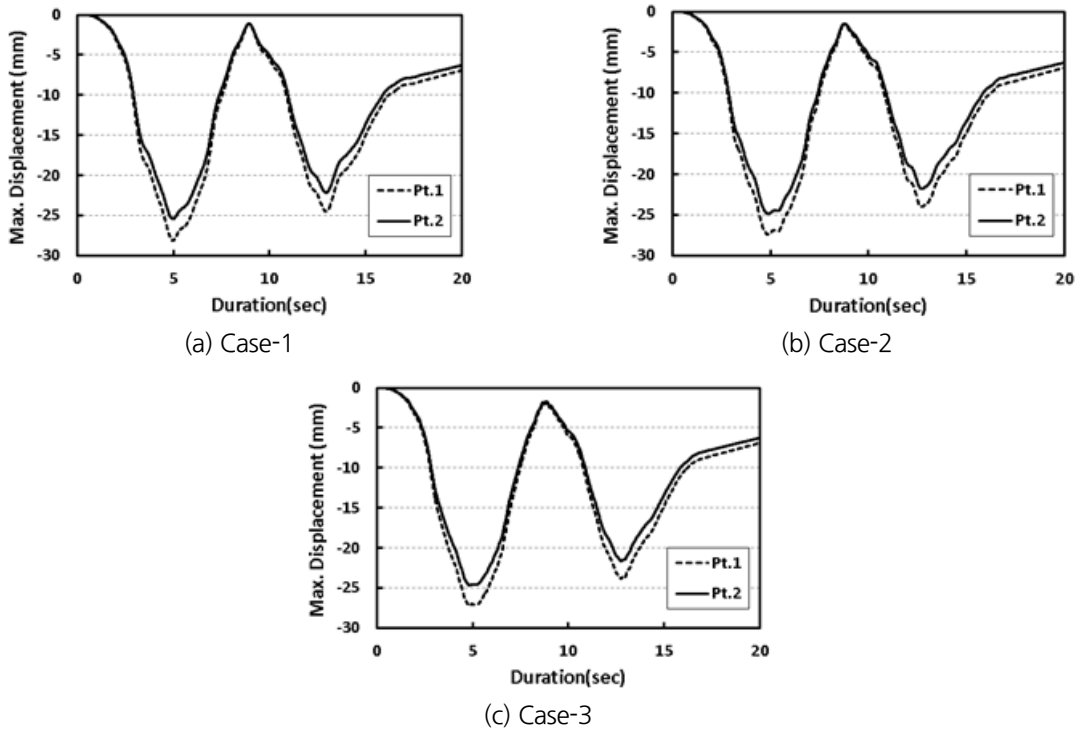 Max. Displacement (mm)
0
-5
-10
-15
-20
-25
-30
Pt.1
Pt.2
0 5 10 15 20
Duration(sec)
(a) Case-1
Max. Displacement (mm)
0
-5
-10
-15
-20
-25
-30
Pt.1
Pt.2
0 5 10 15 20
Duration(sec)
(b) Case-2
Max. Displacement (mm)
0
-5
-10
-15
-20
-25
-30
Pt.1
Pt.2
0 5 10 15 20
Duration(sec)
(c) Case-3